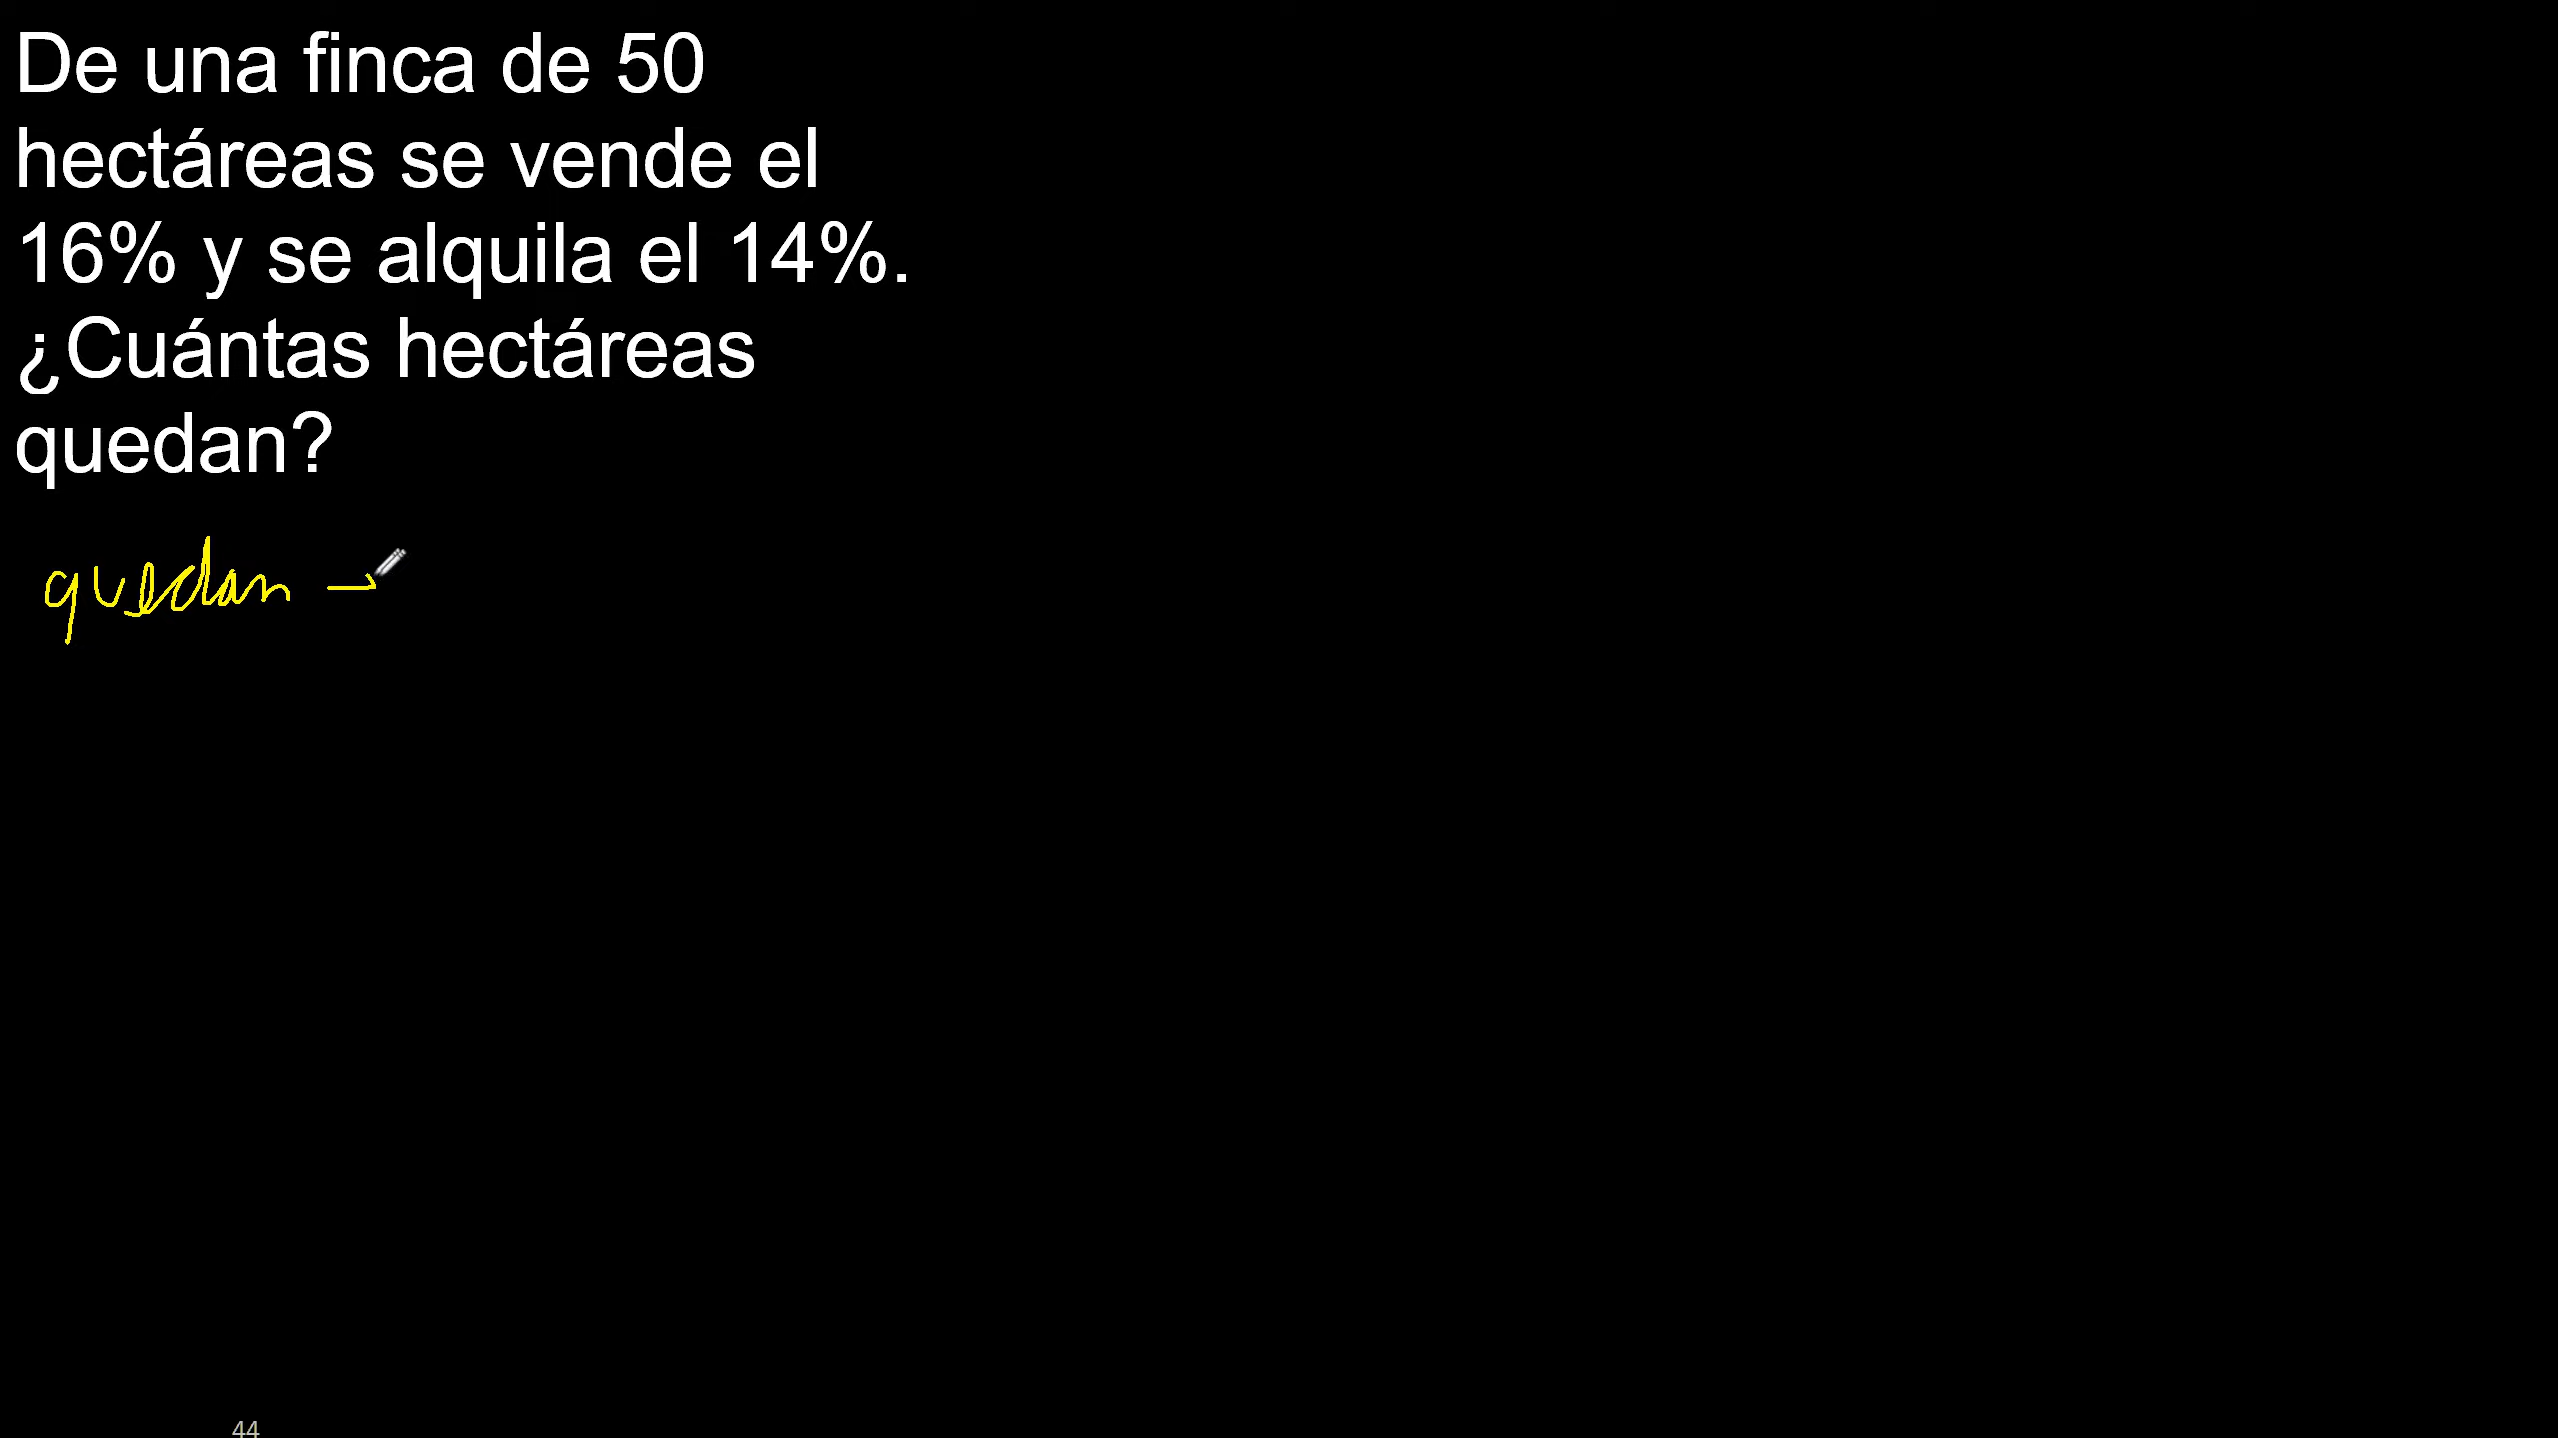 De una finca de 50
hectáreas se vende el
16% y se alquila el 14%.
¿Cuántas hectáreas
quedan?
quedan →
44